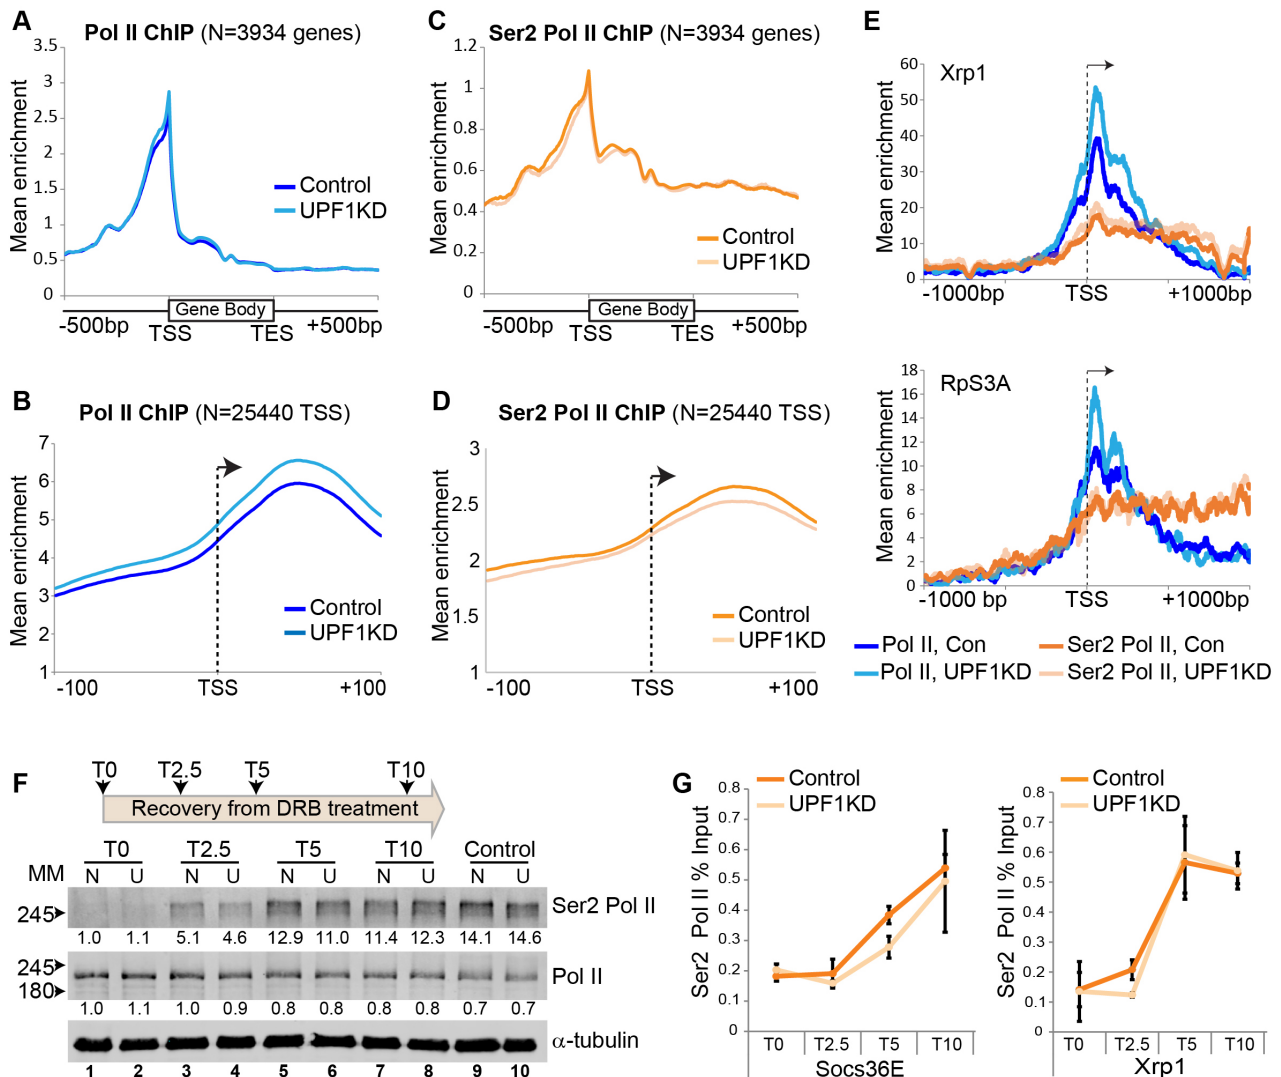 A
Pol II ChIP (N=3934 genes)
Mean enrichment
3.5
3
2.5
2
1.5
1
0.5
0
Control
UPF1KD
Gene Body
-500bp
TSS
TES
+500bp
C
Ser2 Pol II ChIP (N=3934 genes)
Mean enrichment
1.2
1
0.8
0.6
0.4
0.2
0
Control
UPF1KD
Gene Body
-500bp
TSS
TES
+500bp
E
Xrp1
Mean enrichment
60
50
40
30
20
10
0
-1000bp
TSS
+1000bp
RpS3A
Mean enrichment
18
16
14
12
10
8
6
4
2
0
-1000 bp
TSS
+1000bp
Pol II, Con
Ser2 Pol II, Con
Pol II, UPF1KD
Ser2 Pol II, UPF1KD
B
Pol II ChIP (N=25440 TSS)
Mean enrichment
7
6
5
4
3
2
1
Control
UPF1KD
-100
TSS
+100
D
Ser2 Pol II ChIP (N=25440 TSS)
Mean enrichment
3
2.5
2
1.5
1
Control
UPF1KD
-100
TSS
+100
F
T0 T2.5 T5 T10
Recovery from DRB treatment
T0 T2.5 T5 T10 Control
MM N U N U N U N U N U
245 Ser2 Pol II
1.0 1.1 5.1 4.6 12.9 11.0 11.4 12.3 14.1 14.6
245
Pol II
180
1.0 1.1 1.0 0.9 0.8 0.8 0.8 0.8 0.7 0.7
α-tubulin
1 2 3 4 5 6 7 8 9 10
G
Control
UPF1KD
Ser2 Pol II % Input
0.8
0.7
0.6
0.5
0.4
0.3
0.2
0.1
0
T0 T2.5 T5 T10
Socs36E
Control
UPF1KD
Ser2 Pol II % Input
0.8
0.7
0.6
0.5
0.4
0.3
0.2
0.1
0
T0 T2.5 T5 T10
Xrp1